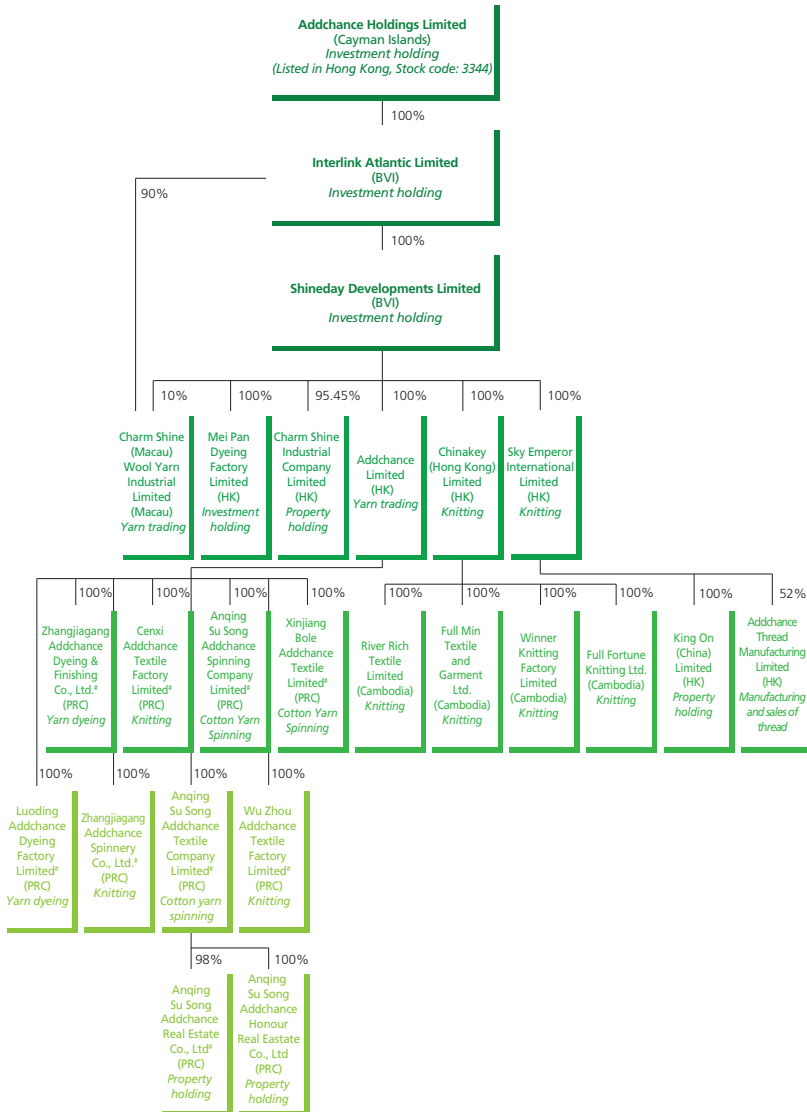 Addchance Holdings Limited
(Cayman Islands)
Investment holding
(Listed in Hong Kong, Stock code: 3344)
100%
Interlink Atlantic Limited
(BVI)
Investment holding
90%
100%
Shineday Developments Limited
(BVI)
Investment holding
10%
100%
95.45%
100%
100%
100%
Charm Shine
(Macau)
Wool Yarn
Industrial
Limited
(Macau)
Yarn trading
Mei Pan
Dyeing
Factory
Limited
(HK)
Investment
holding
Charm Shine
Industrial
Company
Limited
(HK)
Property
holding
Addchance
Limited
(HK)
Yarn trading
Chinakey
(Hong Kong)
Limited
(HK)
Knitting
Sky Emperor
International
Limited
(HK)
Knitting
100%
100%
100%
100%
100%
100%
100%
100%
100%
52%
Zhangjiagang
Addchance
Dyeing &
Finishing
Co., Ltd.#
(PRC)
Yarn dyeing
Cenxi
Addchance
Textile
Factory
Limited#
(PRC)
Knitting
Anqing
Su Song
Addchance
Spinning
Company
Limited#
(PRC)
Cotton Yarn
Spinning
Xinjiang
Bole
Addchance
Textile
Limited#
(PRC)
Cotton Yarn
Spinning
River Rich
Textile
Limited
(Cambodia)
Knitting
Full Min
Textile
and
Garment
Ltd.
(Cambodia)
Knitting
Winner
Knitting
Factory
Limited
(Cambodia)
Knitting
Full Fortune
Knitting Ltd.
(Cambodia)
Knitting
King On
(China)
Limited
(HK)
Property
holding
Addchance
Thread
Manufacturing
Limited
(HK)
Manufacturing
and sales of
thread
100%
100%
100%
100%
Luoding
Addchance
Dyeing
Factory
Limited#
(PRC)
Yarn dyeing
Zhangjiagang
Addchance
Spinnery
Co., Ltd.#
(PRC)
Knitting
Anqing
Su Song
Addchance
Textile
Company
Limited#
(PRC)
Cotton yarn
spinning
Wu Zhou
Addchance
Textile
Factory
Limited#
(PRC)
Knitting
98%
100%
Anqing
Su Song
Addchance
Real Estate
Co., Ltd#
(PRC)
Property
holding
Anqing
Su Song
Addchance
Honour
Real Eastate
Co., Ltd
(PRC)
Property
holding